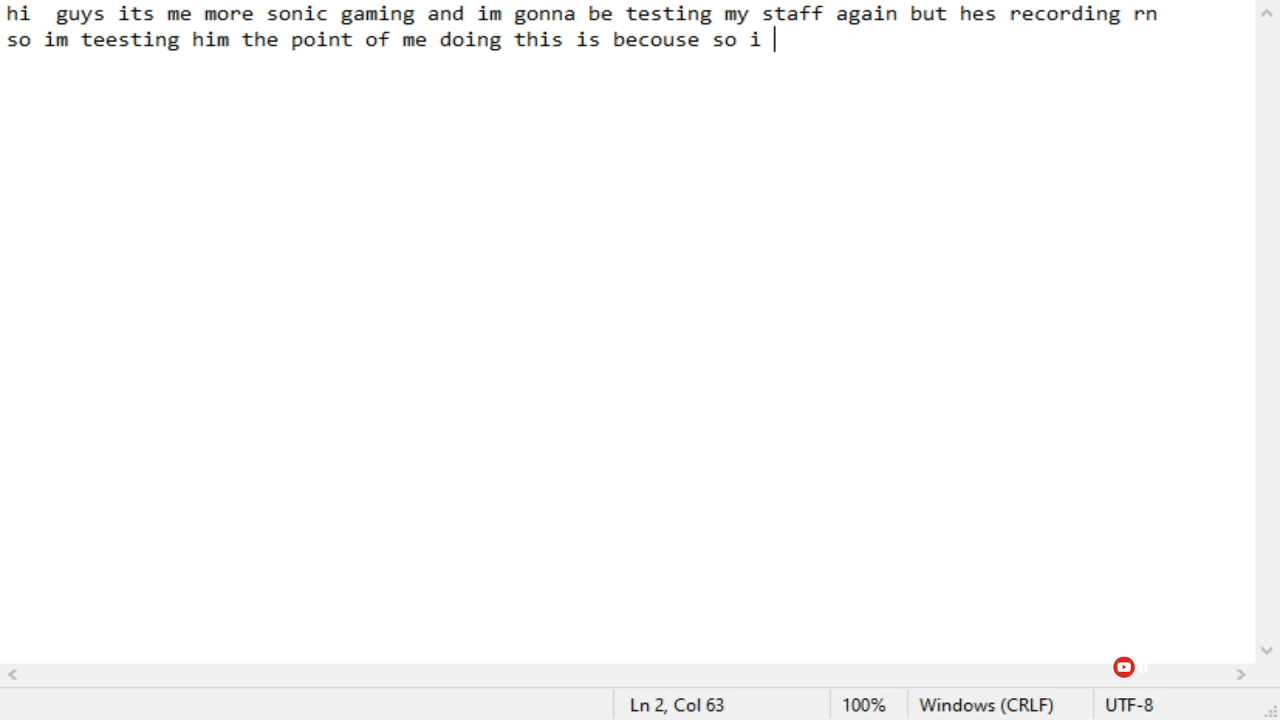 hi  guys its me more sonic gaming and im gonna be testing my staff again but hes recording rn
so im teesting him the point of me doing this is becouse so i
Ln 2, Col 63 100% Windows (CRLF) UTF-8